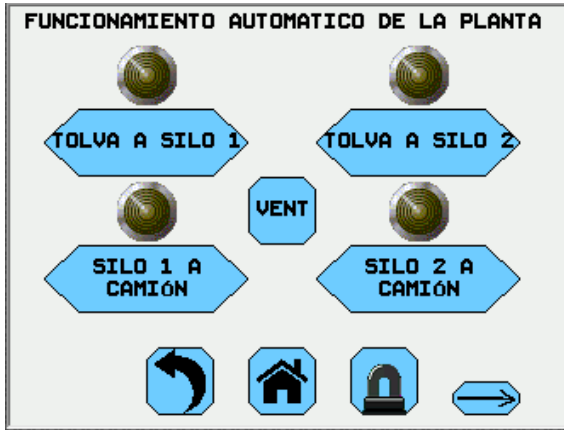 FUNCIONAMIENTO AUTOMATICO DE LA PLANTA
TOLVA A SILO 1
TOLVA A SILO 2
VENT
SILO 1 A
CAMIÓN
SILO 2 A
CAMIÓN